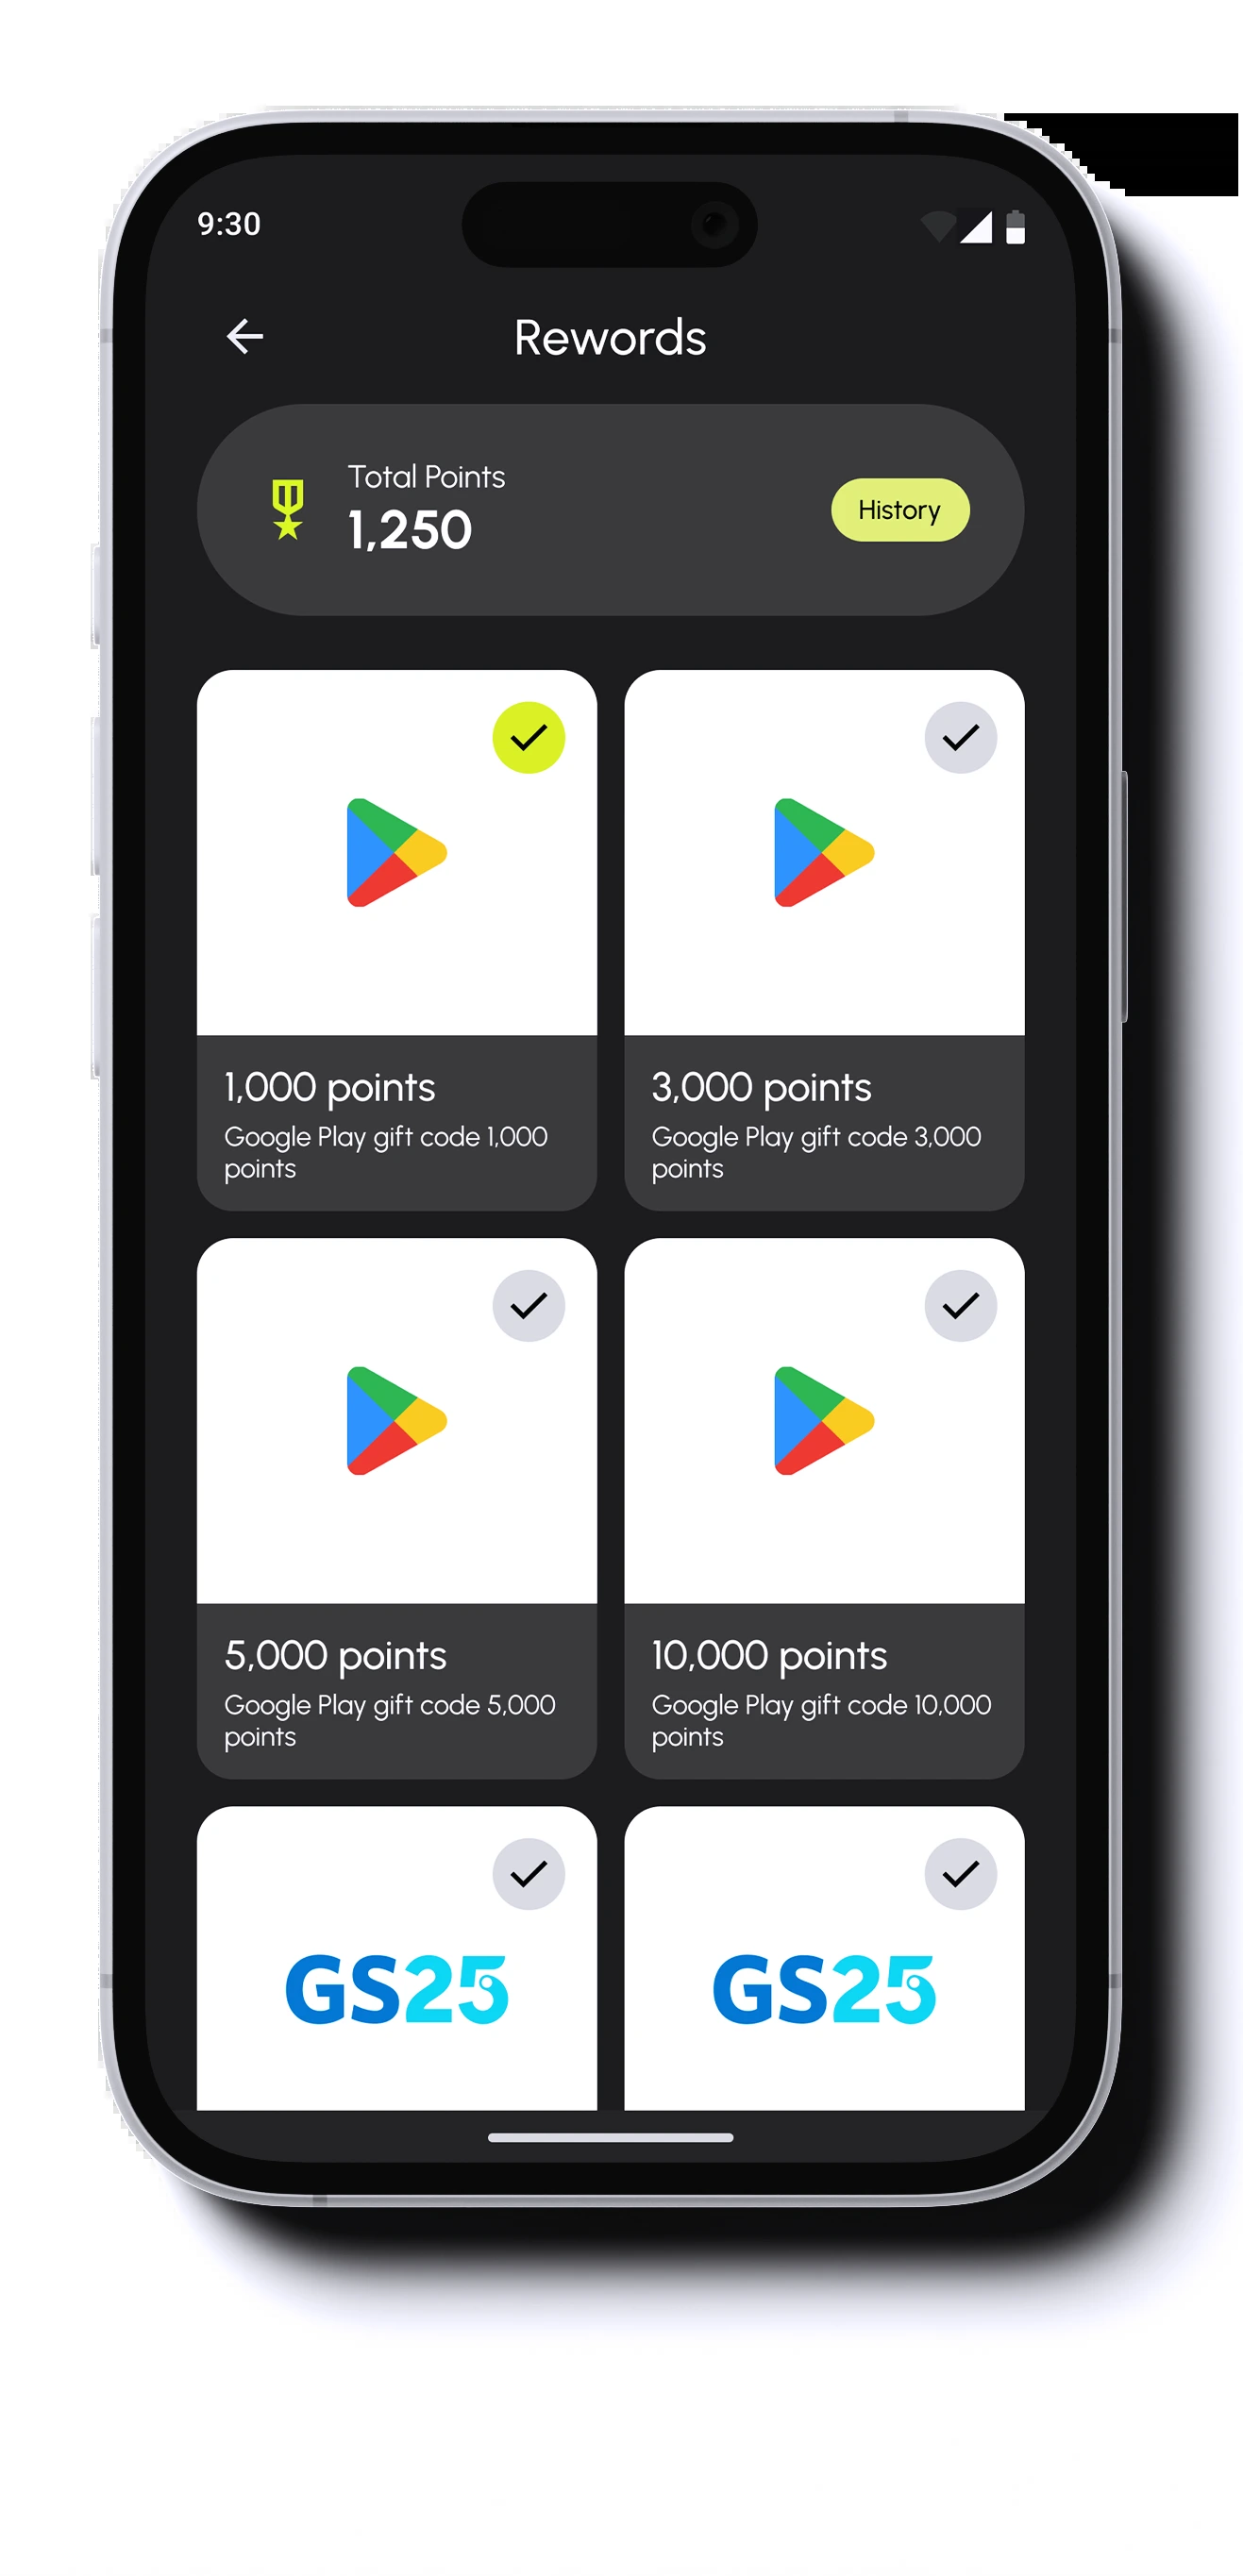 9:30
Rewords
Total Points
1,250
History
1,000 points
Google Play gift code 1,000
points
3,000 points
Google Play gift code 3,000
points
5,000 points
Google Play gift code 5,000
points
10,000 points
Google Play gift code 10,000
points
GS25
GS25